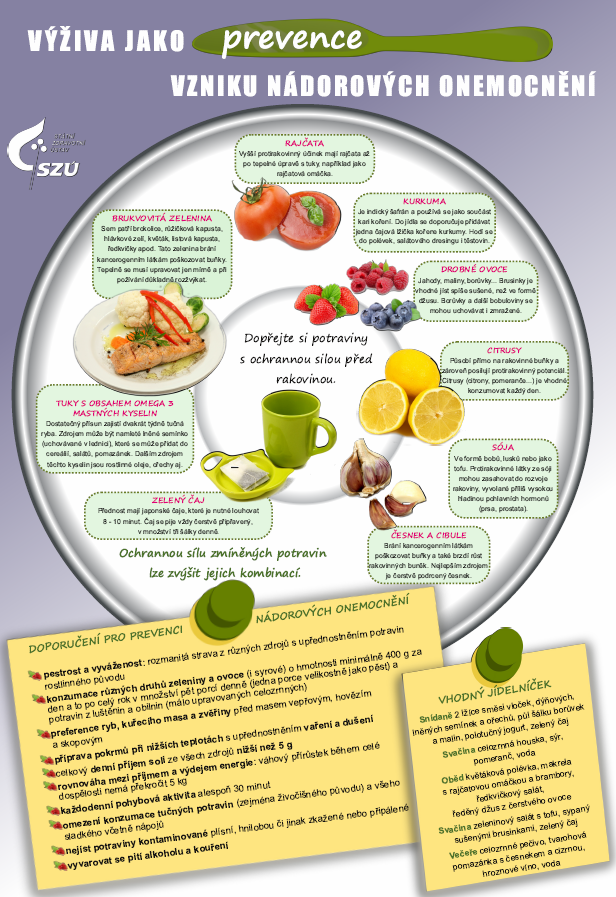 VÝŽIVA JAKO prevence
VZNIKU NÁDOROVÝCH ONEMOCNĚNÍ
SZÚ
RAJČATA
Vyšší protirakovinný účinek mají rajčata až
po tepelné úpravě s tuky, například jako
rajčatová omáčka.
KURKUMA
Je indický šafrán a používá se jako součást
kari koření. Do jídla se doporučuje přidávat
jedna čajová lžička kořene kurkumy. Hodí se
do polévek, salátového dresingu i těstovin.
BRUKVOVITÁ ZELENINA
Sem patří brokolice, růžičková kapusta,
hlávkové zelí, květák, listová kapusta,
ředkvičky apod. Tato zelenina brání
kancerogenním látkám poškozovat buňky.
Tepelně se musí upravovat jen mírně a při
požívání důkladně rozžvýkat.
DROBNÉ OVOCE
Jahody, maliny, borůvky... Brusinky je
vhodné jíst spíše sušené, než ve formě
džusu. Borůvky a další bobuloviny se
mohou uchovávat i zmražené.
Dopřejte si potraviny
s ochrannou silou před
rakovinou.
CITRUSY
Působí přímo na rakovinné buňky a
zároveň posilují protirakovinný potenciál.
Citrusy (citrony, pomeranče...) je vhodné
konzumovat každý den.
TUKY S OBSAHEM OMEGA 3
MASTNÝCH KYSELIN
Dostatečný přísun zajistí dvakrát týdně tučná
ryba. Zdrojem může být namleté lněné semínko
(uchovávané v lednici), které se může přidat do
cereálií, salátů, pomazánek. Dalším zdrojem
těchto kyselin jsou rostlinné oleje, ořechy aj.
SÓJA
Ve formě bobů, lusků nebo jako
tofu. Protirakovinné látky ze sóji
mohou zasahovat do rozvoje
rakoviny, vyvolané příliš vysokou
hladinou pohlavních hormonů
(prsa, prostata).
ZELENÝ ČAJ
Přednost mají japonské čaje, které je nutné louhovat
8 - 10 minut. Čaj se pije vždy čerstvě připravený,
v množství tři šálky denně.
ČESNEK A CIBULE
Brání kancerogenním látkám
poškozovat buňky a také brzdí růst
rakovinných buněk. Nejlepším zdrojem
je čerstvě podrcený česnek.
Ochrannou sílu zmíněných potravin
lze zvýšit jejich kombinací.
DOPORUČENÍ PRO PREVENCI NÁDOROVÝCH ONEMOCNĚNÍ
pestrost a vyváženost: rozmanitá strava z různých zdrojů s upřednostněním potravin
rostlinného původu
konzumace různých druhů zeleniny a ovoce (i syrové) o hmotnosti minimálně 400 g za
den a to po celý rok v množství pět porcí denně (jedna porce velikostně jako pěst) a
potravin z luštěnin a obilnin (málo upravovaných celozrnných)
preference ryb, kuřecího masa a zvěřiny před masem vepřovým, hovězím
a skopovým
příprava pokrmů při nižších teplotách s upřednostněním vaření a dušení
celkový denní příjem soli ze všech zdrojů nižší než 5 g
rovnováha mezi příjmem a výdejem energie: váhový přírůstek během celé
dospělosti nemá překročit 5 kg
každodenní pohybová aktivita alespoň 30 minut
omezení konzumace tučných potravin (zejména živočišného původu) a všeho
sladkého včetně nápojů
nejíst potraviny kontaminované plísní, hnilobou či jinak zkažené nebo připálené
vyvarovat se pití alkoholu a kouření
VHODNÝ JÍDELNÍČEK
Snídaně 2 lžíce směsi vloček, dýňových,
lněných semínek a ořechů, půl šálku borůvek
a malin, polotučný jogurt, zelený čaj
Svačina celozrnná houska, sýr,
pomeranč, voda
Oběd květáková polévka, makrela
s rajčatovou omáčkou a brambory,
ředkvičkový salát,
ředěný džus z čerstvého ovoce
Svačina zeleninový salát s tofu, sypaný
sušenými brusinkami, zelený čaj
Večeře celozrnné pečivo, tvarohová
pomazánka s česnekem a cizrnou,
hroznové víno, voda